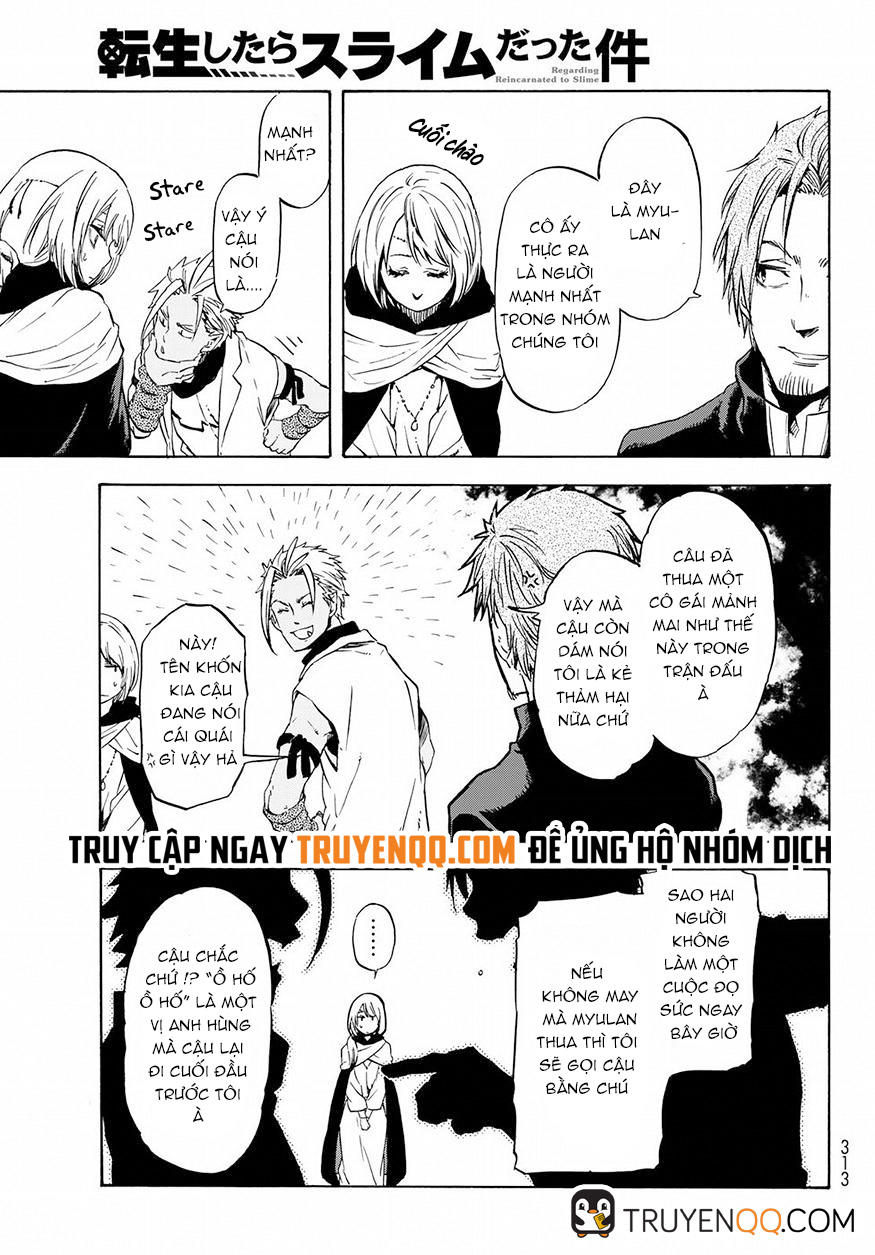 転生したらスライムだった件
Regarding
Reincarnated to Slime
ĐÂY
LÀ MYU-
LAN
CÔ ẤY
THỰC RA
LÀ NGƯỜI
MẠNH NHẤT
TRONG NHÓM
CHÚNG TÔI
cuối chào
MẠNH
NHẤT?
VẬY Ý
CẬU
NÓI
LÀ....
Stare
Stare
CÂU ĐẢ
THUA MỘT
CÔ GÁI MẢNH
MAI NHƯ THẾ
NÀY TRONG
TRẬN ĐẤU
À
VẬY MÀ
CẬU CÒN
DÁM NÓI
TÔI LÀ KẺ
THẢM HẠI
NỮA CHỨ
NÀY!
TÊN KHỐN
KIA CẬU
ĐANG NÓI
CÁI QUÁI
GÌ VẬY HẢ
TRUY CẬP NGAY TRUYENQQ.COM ĐỂ ỦNG HỘ NHÓM DỊCH
SAO HAI
NGƯỜI
KHÔNG
LÀM MỘT
CUỘC ĐỌ
SỨC NGAY
BÂY GIỜ
NẾU
KHÔNG MAY
MÀ MYULAN
THUA THÌ TÔI
SẼ GỌI CẬU
BẰNG CHÚ
......
CẬU CHẮC
CHỨ !? "Ồ HỐ
Ồ HỐ" LÀ MỘT
VỊ ANH HÙNG
MÀ CẬU LẠI
ĐI CUỐI ĐẦU
TRƯỚC TÔI
À
313
TRUYENQQ.COM